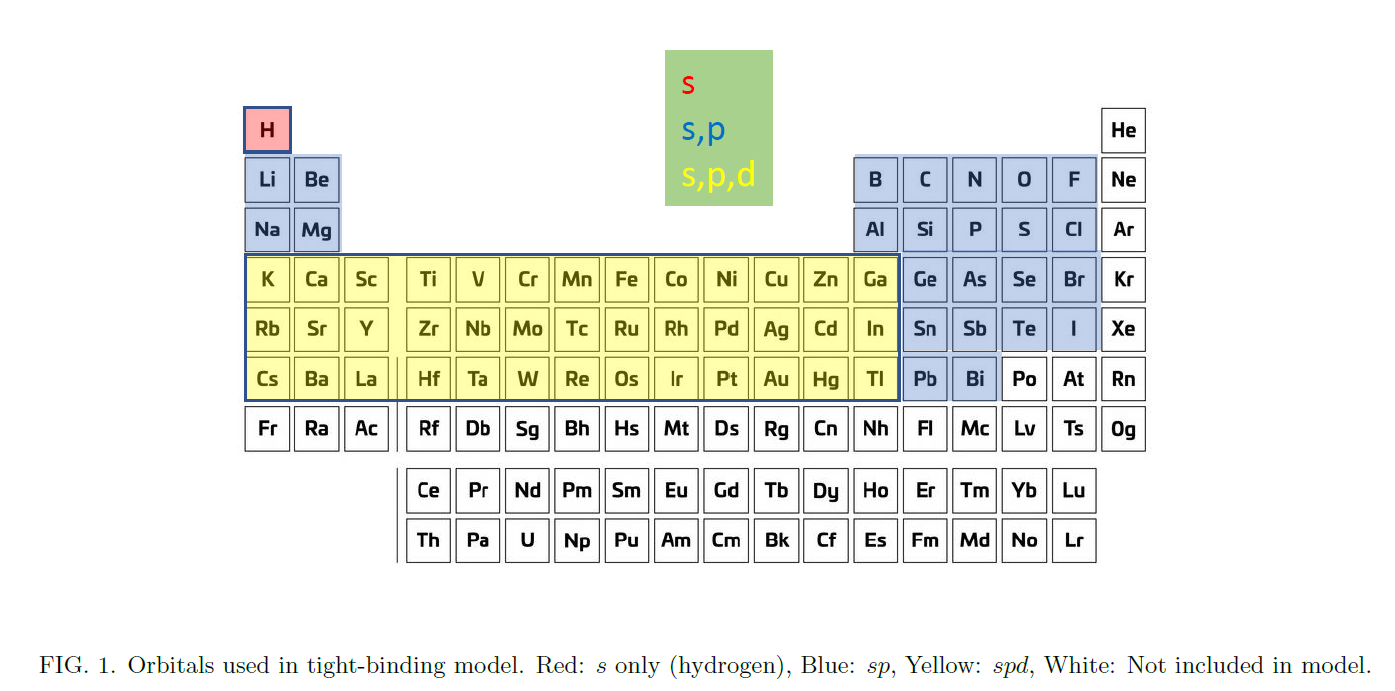 s
s,p
s,p,d
H He
Li Be B C N O F Ne
Na Mg Al Si P S Cl Ar
K Ca Sc Ti V Cr Mn Fe Co Ni Cu Zn Ga Ge As Se Br Kr
Rb Sr Y Zr Nb Mo Tc Ru Rh Pd Ag Cd In Sn Sb Te I Xe
Cs Ba La Hf Ta W Re Os Ir Pt Au Hg Tl Pb Bi Po At Rn
Fr Ra Ac Rf Db Sg Bh Hs Mt Ds Rg Cn Nh Fl Mc Lv Ts Og
Ce Pr Nd Pm Sm Eu Gd Tb Dy Ho Er Tm Yb Lu
Th Pa U Np Pu Am Cm Bk Cf Es Fm Md No Lr
FIG. 1. Orbitals used in tight-binding model. Red: s only (hydrogen), Blue: sp, Yellow: spd, White: Not included in model.